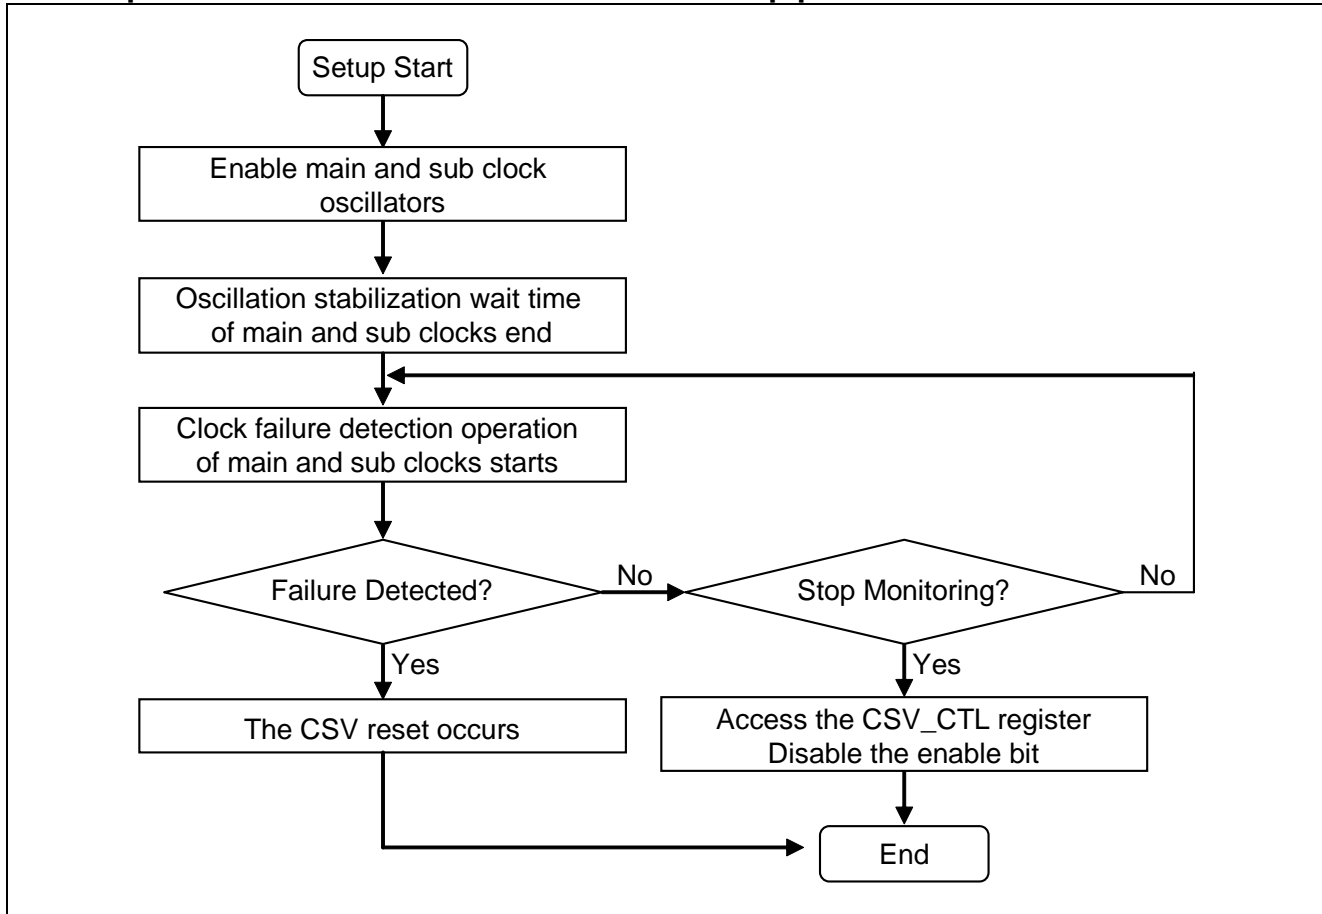 Setup Start
Enable main and sub clock
oscillators
Oscillation stabilization wait time
of main and sub clocks end
Clock failure detection operation
of main and sub clocks starts
Failure Detected?
No
Stop Monitoring?
No
Yes
Yes
The CSV reset occurs
Access the CSV_CTL register
Disable the enable bit
End